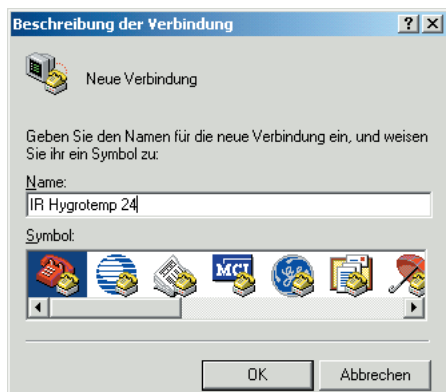 Beschreibung der Verbindung
Neue Verbindung
Geben Sie den Namen für die neue Verbindung ein, und weisen
Sie ihr ein Symbol zu:
Name:
IR Hygrotemp 24
Symbol:
MCI
OK
Abbrechen